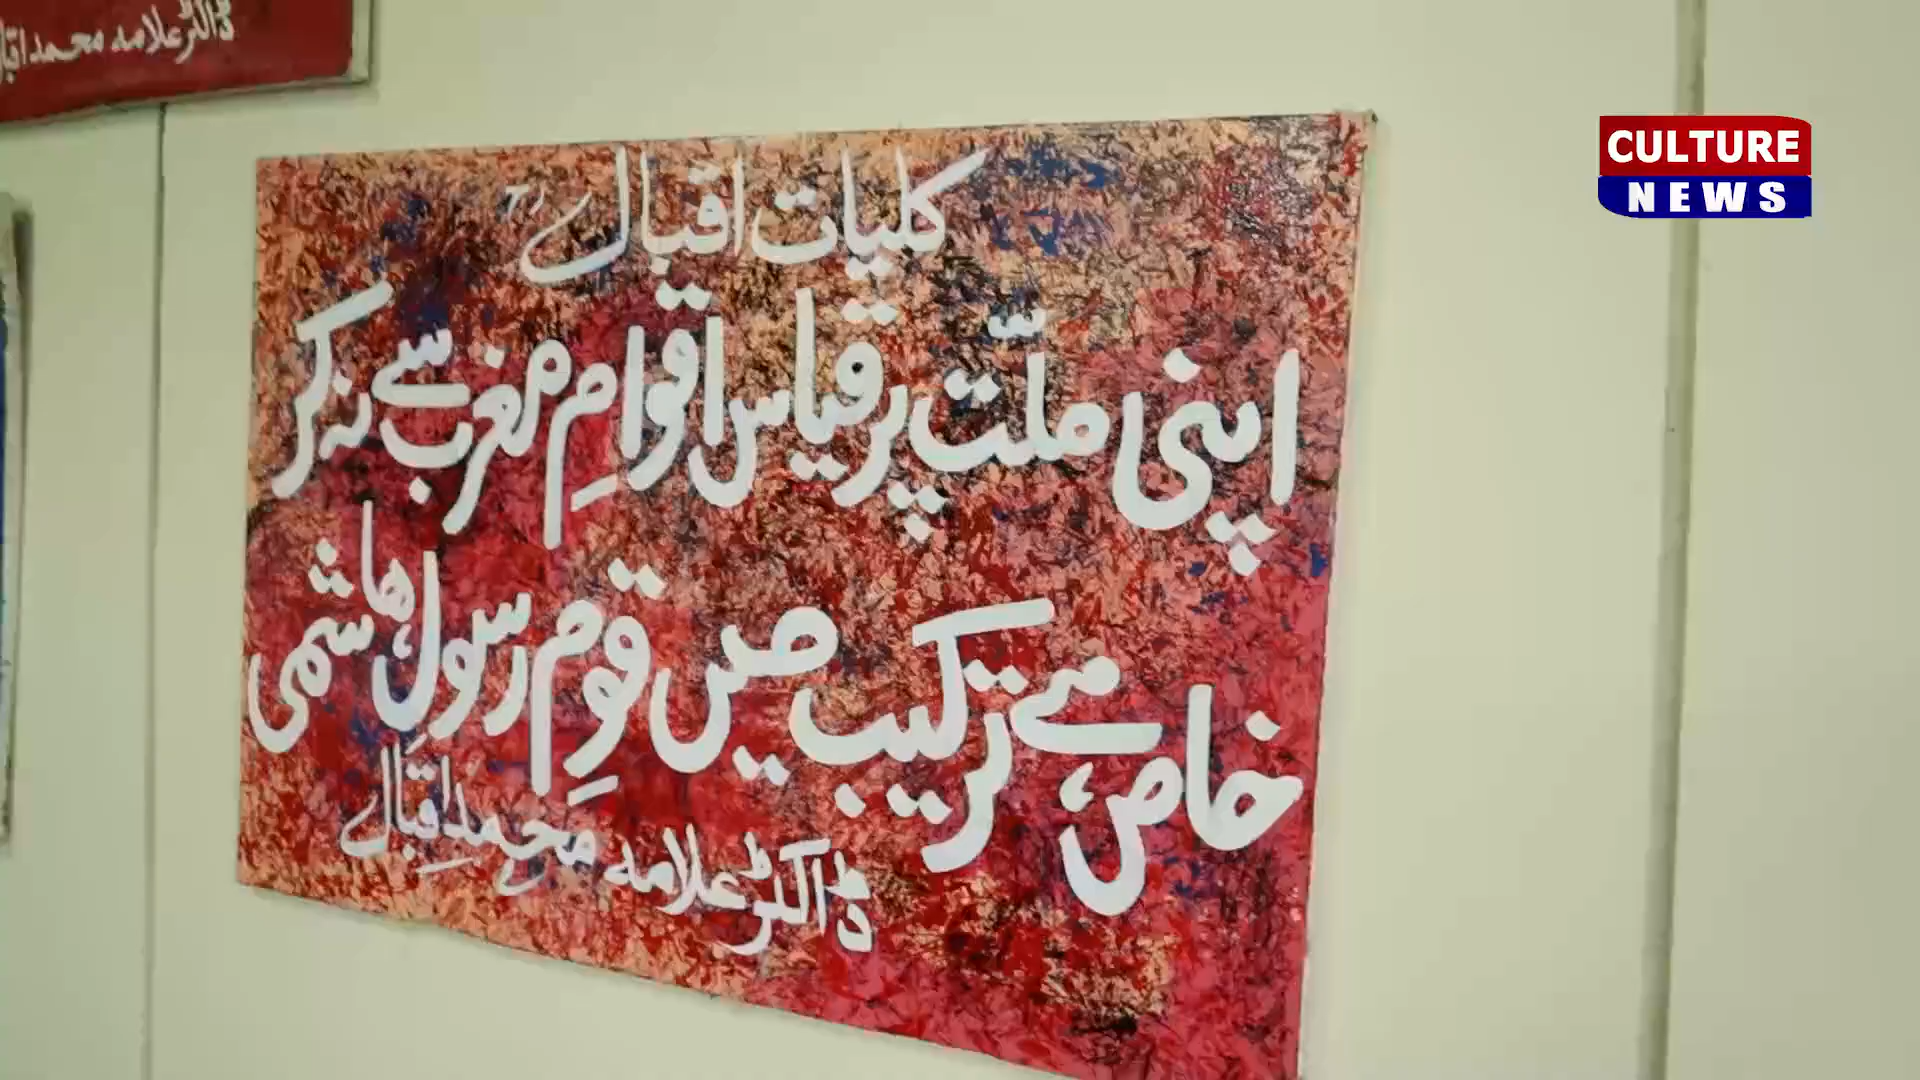 ڈاکٹر علامہ محمد اقبال
CULTURE
NEWS
کلیات اقبال
اپنی ملّت پر قیاس اقوامِ مغرب سے نہ کر
خاص ہے ترکیب میں قومِ رسولِ ہاشمی
ڈاکٹر علامہ محمد اقبال